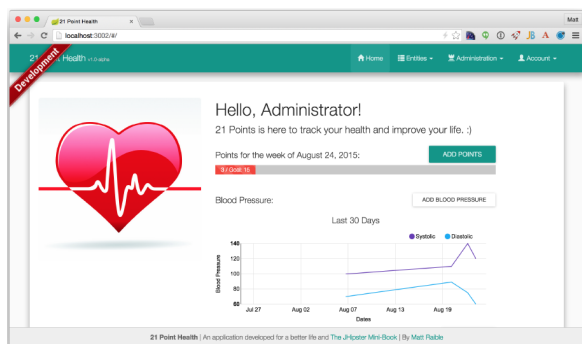 21 Point Health
Matt
localhost:3002/#/
Development
21 Point Health v1.0-alpha
Home
Entities
Administration
Account
Hello, Administrator!
21 Points is here to track your health and improve your life. :)
Points for the week of August 24, 2015:
ADD POINTS
Blood Pressure:
ADD BLOOD PRESSURE
Last 30 Days
Systolic
Diastolic
Blood Pressure
140
120
100
80
60
Jul 27
Aug 02
Aug 07
Aug 13
Aug 19
Dates
21 Point Health | An application developed for a better life and The JHipster Mini-Book | By Matt Raible